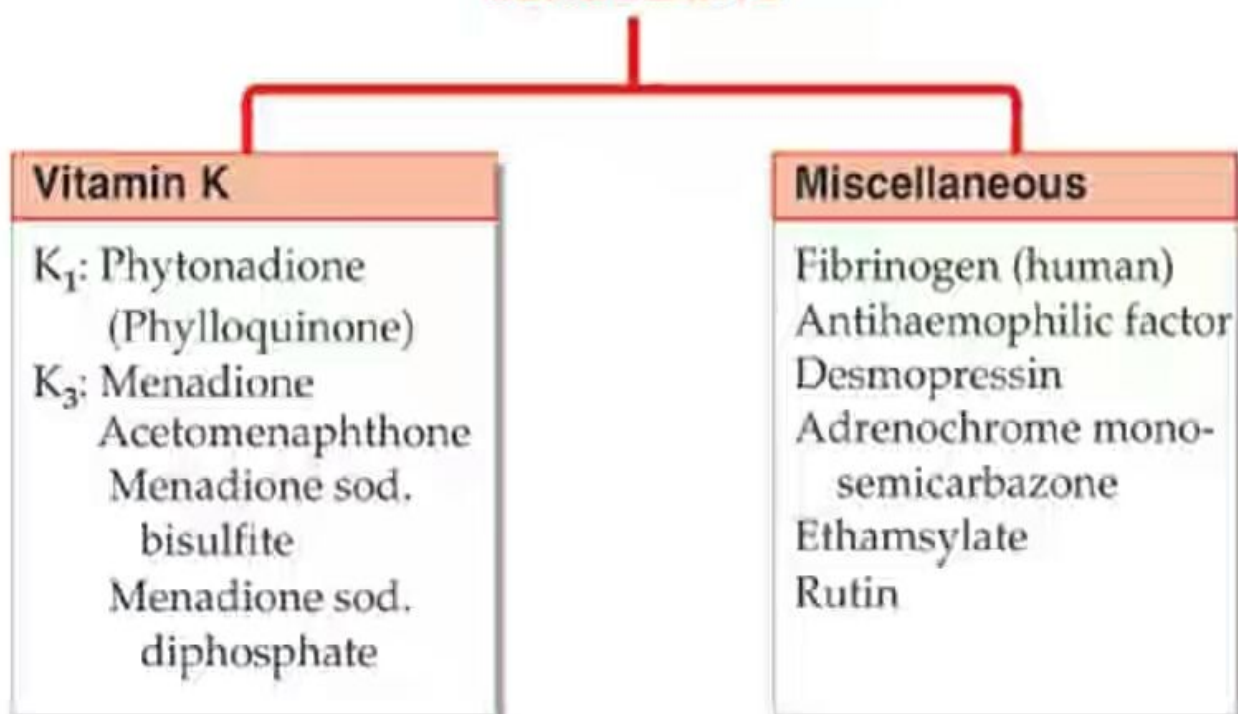 Vitamin K
K₁: Phytonadione
(Phylloquinone)
K₃: Menadione
Acetomenaphthone
Menadione sod.
bisulfite
Menadione sod.
diphosphate
Miscellaneous
Fibrinogen (human)
Antihaemophilic factor
Desmopressin
Adrenochrome mono-
semicarbazone
Ethamsylate
Rutin